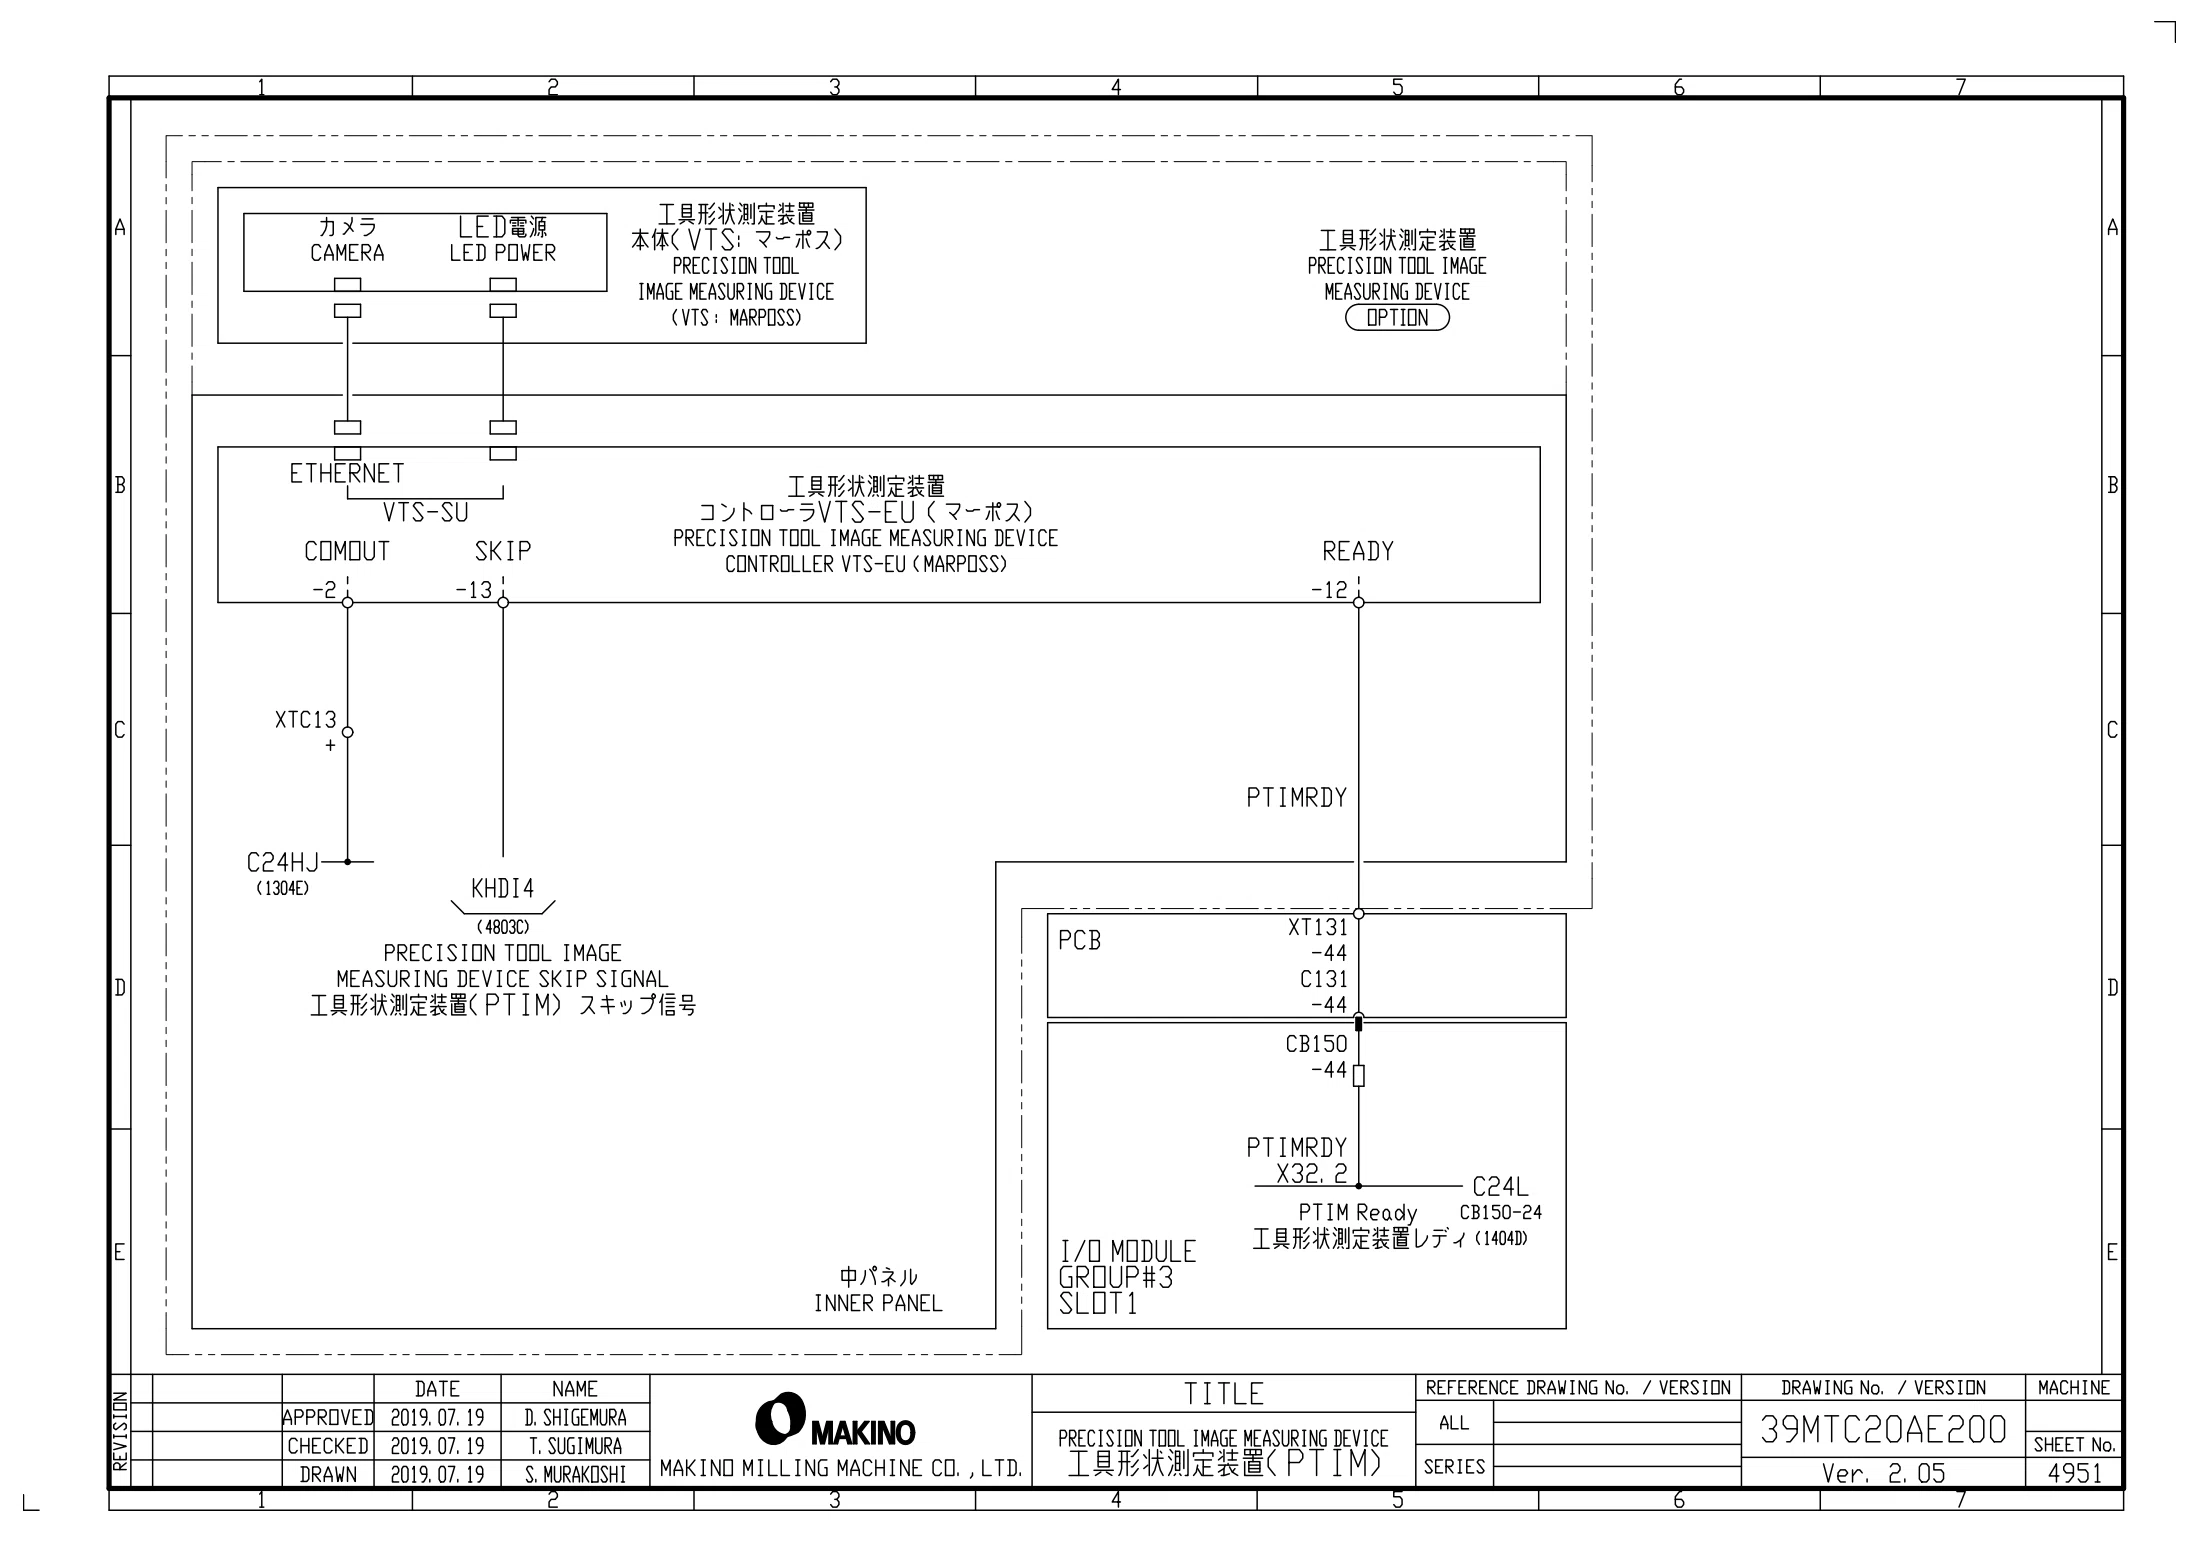 1 2 3 4 5 6 7
A A
カメラ
CAMERA
LED電源
LED POWER
工具形状測定装置
本体(VTS: マーポス)
PRECISION TOOL
IMAGE MEASURING DEVICE
(VTS: MARPOSS)
工具形状測定装置
PRECISION TOOL IMAGE
MEASURING DEVICE
OPTION
B B
ETHERNET
VTS-SU
工具形状測定装置
コントローラVTS-EU(マーポス)
PRECISION TOOL IMAGE MEASURING DEVICE
CONTROLLER VTS-EU(MARPOSS)
COMOUT
-2
SKIP
-13
READY
-12
C C
XTC13
+
PTIMRDY
C24HJ
(1304E)
KHDI4
(4803C)
PRECISION TOOL IMAGE
MEASURING DEVICE SKIP SIGNAL
工具形状測定装置(PTIM) スキップ信号
D D
PCB
XT131
-44
C131
-44
CB150
-44
PTIMRDY
X32.2
C24L
PTIM Ready
CB150-24
工具形状測定装置レディ(1404D)
E E
I/O MODULE
GROUP#3
SLOT1
中パネル
INNER PANEL
REVISION
DATE NAME
APPROVED 2019.07.19 D. SHIGEMURA
CHECKED 2019.07.19 T. SUGIMURA
DRAWN 2019.07.19 S. MURAKOSHI
MAKINO
MAKINO MILLING MACHINE CO.,LTD.
TITLE
PRECISION TOOL IMAGE MEASURING DEVICE
工具形状測定装置(PTIM)
REFERENCE DRAWING No. / VERSION
ALL
SERIES
DRAWING No. / VERSION
39MTC20AE200
Ver. 2.05
MACHINE
SHEET No.
4951
1 2 3 4 5 6 7